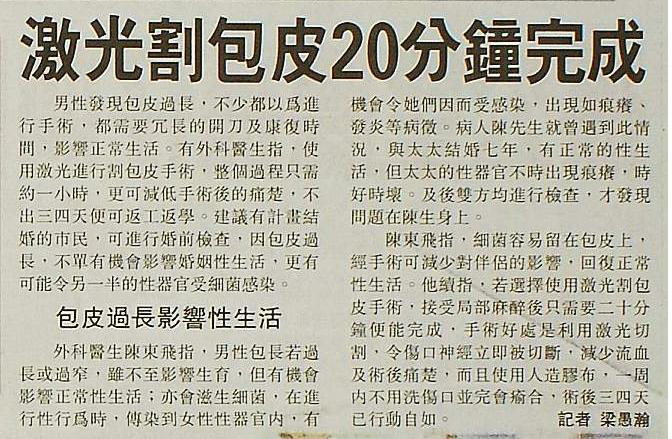 激光割包皮20分鐘完成
男性發現包皮過長，不少都以爲進
行手術，都需要冗長的開刀及康復時
間，影響正常生活。有外科醫生指，使
用激光進行割包皮手術，整個過程只需
約一小時，更可減低手術後的痛楚，不
出三四天便可返工返學。建議有計畫結
婚的市民，可進行婚前檢查，因包皮過
長，不單有機會影響婚姻性生活，更有
可能令另一半的性器官受細菌感染。
包皮過長影響性生活
外科醫生陳東飛指，男性包長若過
長或過窄，雖不至影響生育，但有機會
影響正常性生活；亦會滋生細菌，在進
行性行爲時，傳染到女性性器官內，有
機會令她們因而受感染，出現如痕癢、
發炎等病徵。病人陳先生就曾遇到此情
況，與太太結婚七年，有正常的性生
活，但太太的性器官不時出現痕癢，時
好時壞。及後雙方均進行檢查，才發現
問題在陳生身上。
陳東飛指，細菌容易留在包皮上，
經手術可減少對伴侶的影響，回復正常
性生活。他續指，若選擇使用激光割包
皮手術，接受局部麻醉後只需要二十分
鐘便能完成，手術好處是利用激光切
割，令傷口神經立即被切斷，減少流血
及術後痛楚，而且使用人造膠布，一周
內不用洗傷口並完會瘉合，術後三四天
已行動自如。 記者 梁愚瀚